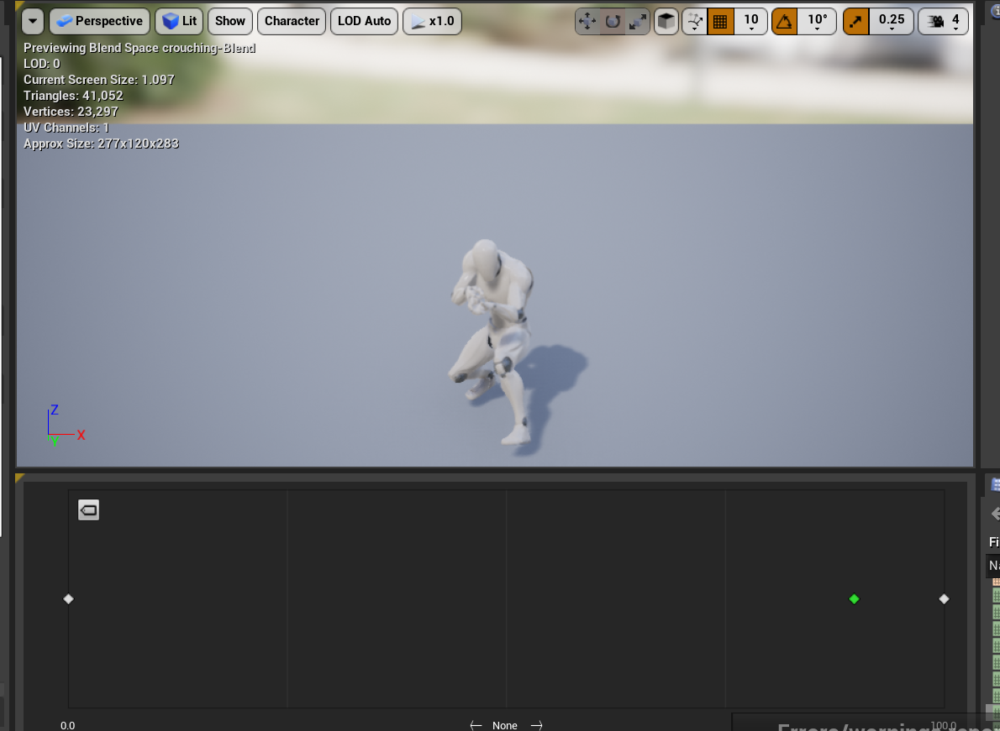 Perspective Lit Show Character LOD Auto x1.0 10 10° 0.25 4
Previewing Blend Space crouching-Blend
LOD: 0
Current Screen Size: 1.097
Triangles: 41,052
Vertices: 23,297
UV Channels: 1
Approx Size: 277x120x283
Z
Y X
Fi
Na
0.0 None 100.0
Errors/warnings repo